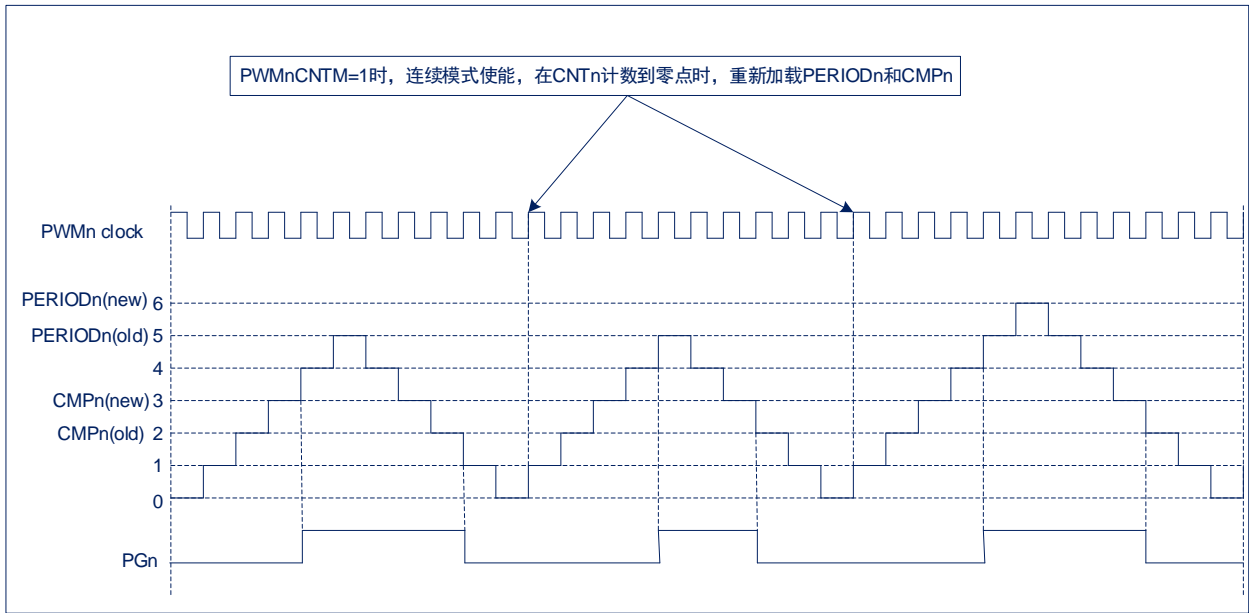 PWMnCNTM=1时，连续模式使能，在CNTn计数到零点时，重新加载PERIODn和CMPn
PWMn clock
PERIODn(new) 6
PERIODn(old) 5
4
CMPn(new) 3
CMPn(old) 2
1
0
PGn